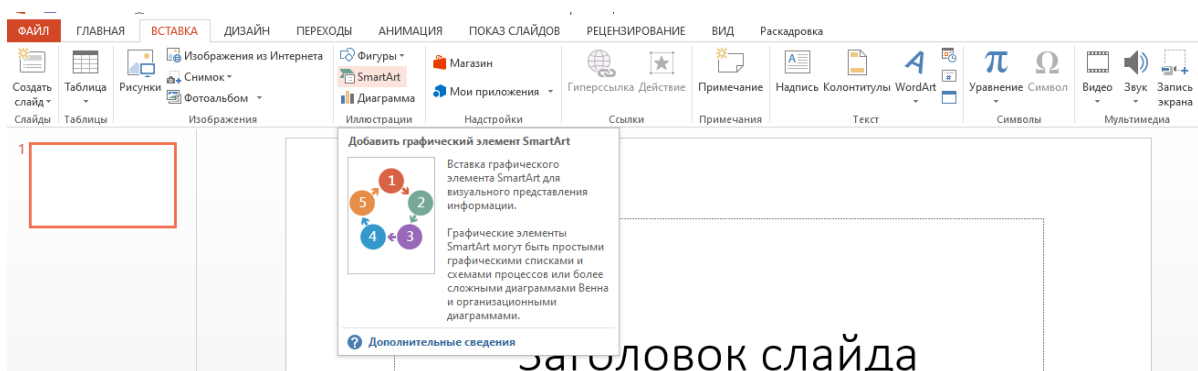 ФАЙЛ ГЛАВНАЯ ВСТАВКА ДИЗАЙН ПЕРЕХОДЫ АНИМАЦИЯ ПОКАЗ СЛАЙДОВ РЕЦЕНЗИРОВАНИЕ ВИД Раскадровка
Создать слайд
Таблица
Рисунки
Изображения из Интернета
Снимок
Фотоальбом
Фигуры
SmartArt
Диаграмма
Магазин
Мои приложения
Гиперссылка
Действие
Примечание
Надпись
Колонтитулы
WordArt
Уравнение
Символ
Видео
Звук
Запись экрана
Слайды Таблицы Изображения Иллюстрации Надстройки Ссылки Примечания Текст Символы Мультимедиа
1
Добавить графический элемент SmartArt
1
2
3
4
5
Вставка графического
элемента SmartArt для
визуального представления
информации.
Графические элементы
SmartArt могут быть простыми
графическими списками и
схемами процессов или более
сложными диаграммами Венна
и организационными
диаграммами.
Дополнительные сведения
Заголовок слайда